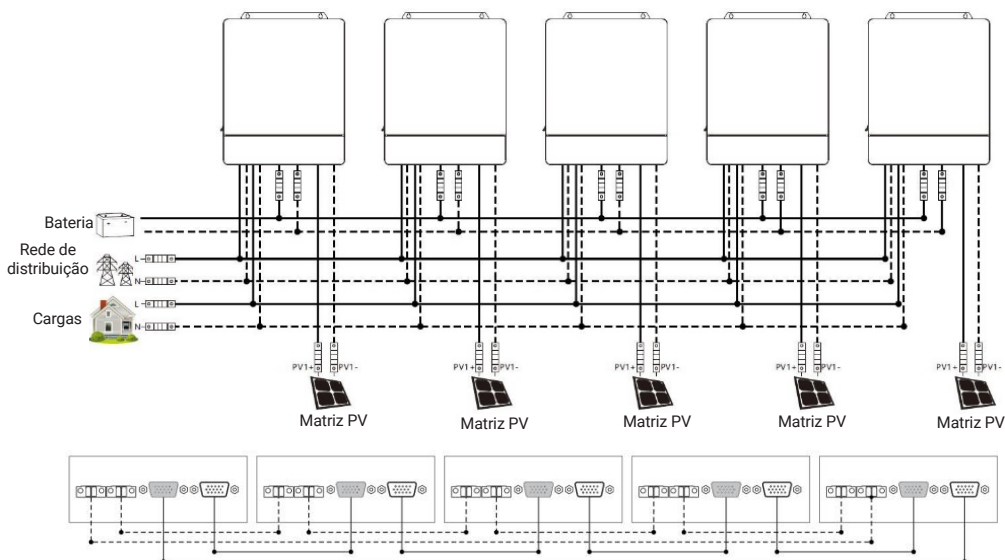 Bateria
Rede de
distribuição
L
N
L
Cargas
N
PV1+ PV1-
PV1+ PV1-
PV1+ PV1-
PV1+ PV1-
PV1+ PV1-
Matriz PV
Matriz PV
Matriz PV
Matriz PV
Matriz PV